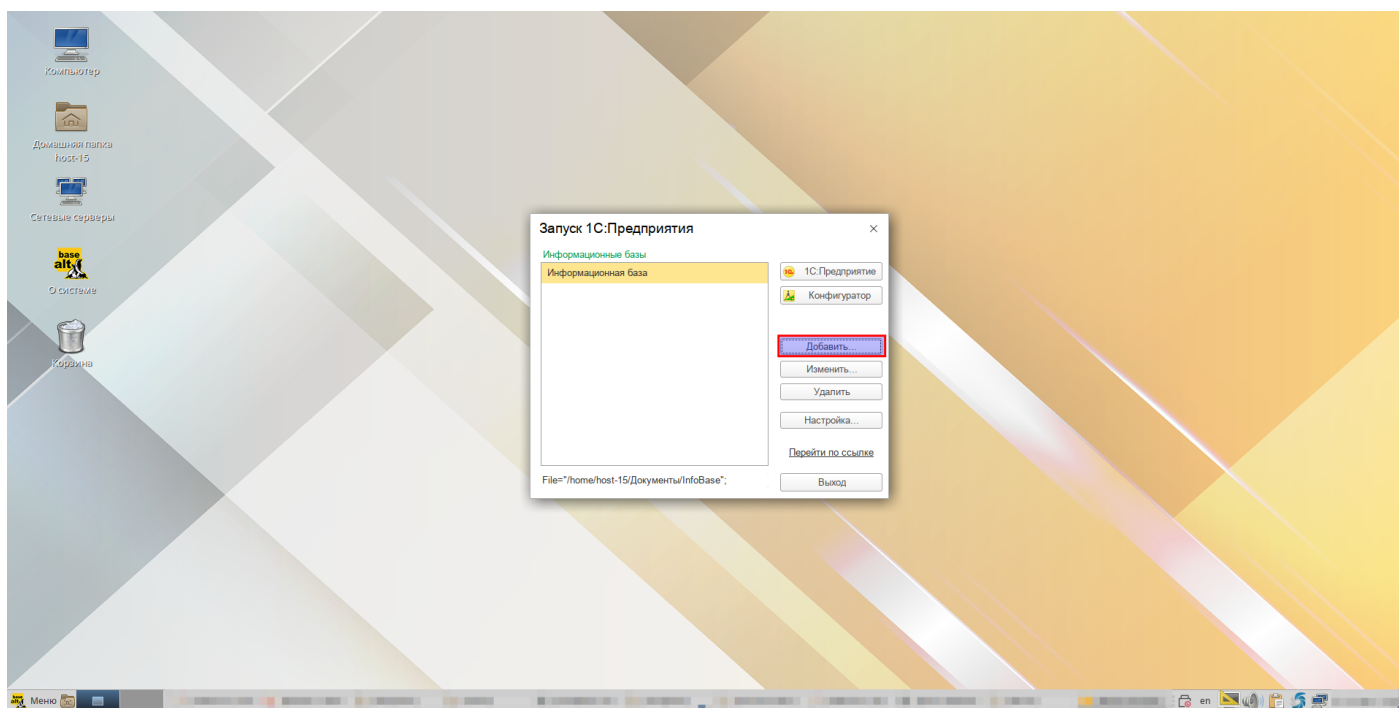 Компьютер
Домашняя папка
host-15
Сетевые серверы
base
alt
О системе
Корзина
Запуск 1С:Предприятия
Информационные базы
Информационная база
1С:Предприятие
Конфигуратор
Добавить...
Изменить...
Удалить
Настройка...
Перейти по ссылке
File="/home/host-15/Документы/InfoBase";
Выход
Меню
en